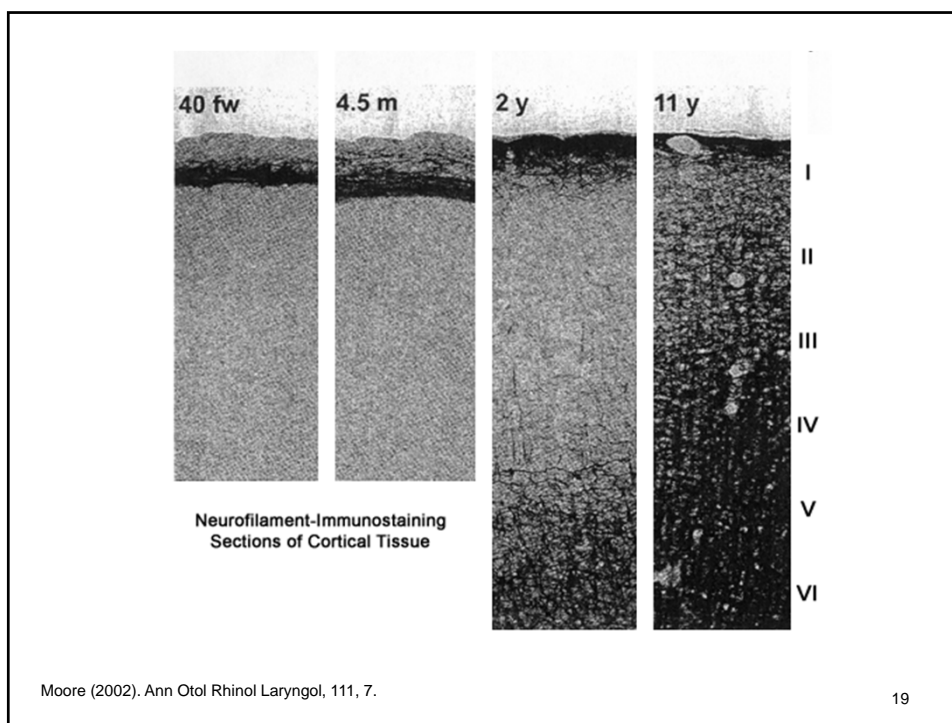 40 fw
4.5 m
2 y
11 y
I
II
III
IV
V
VI
Neurofilament-Immunostaining
Sections of Cortical Tissue
Moore (2002). Ann Otol Rhinol Laryngol, 111, 7.
19